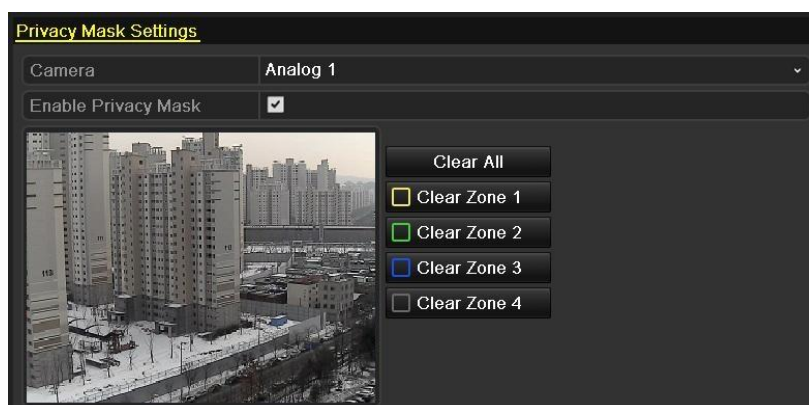 Privacy Mask Settings
Camera
Analog 1
Enable Privacy Mask
Clear All
Clear Zone 1
Clear Zone 2
Clear Zone 3
Clear Zone 4
113